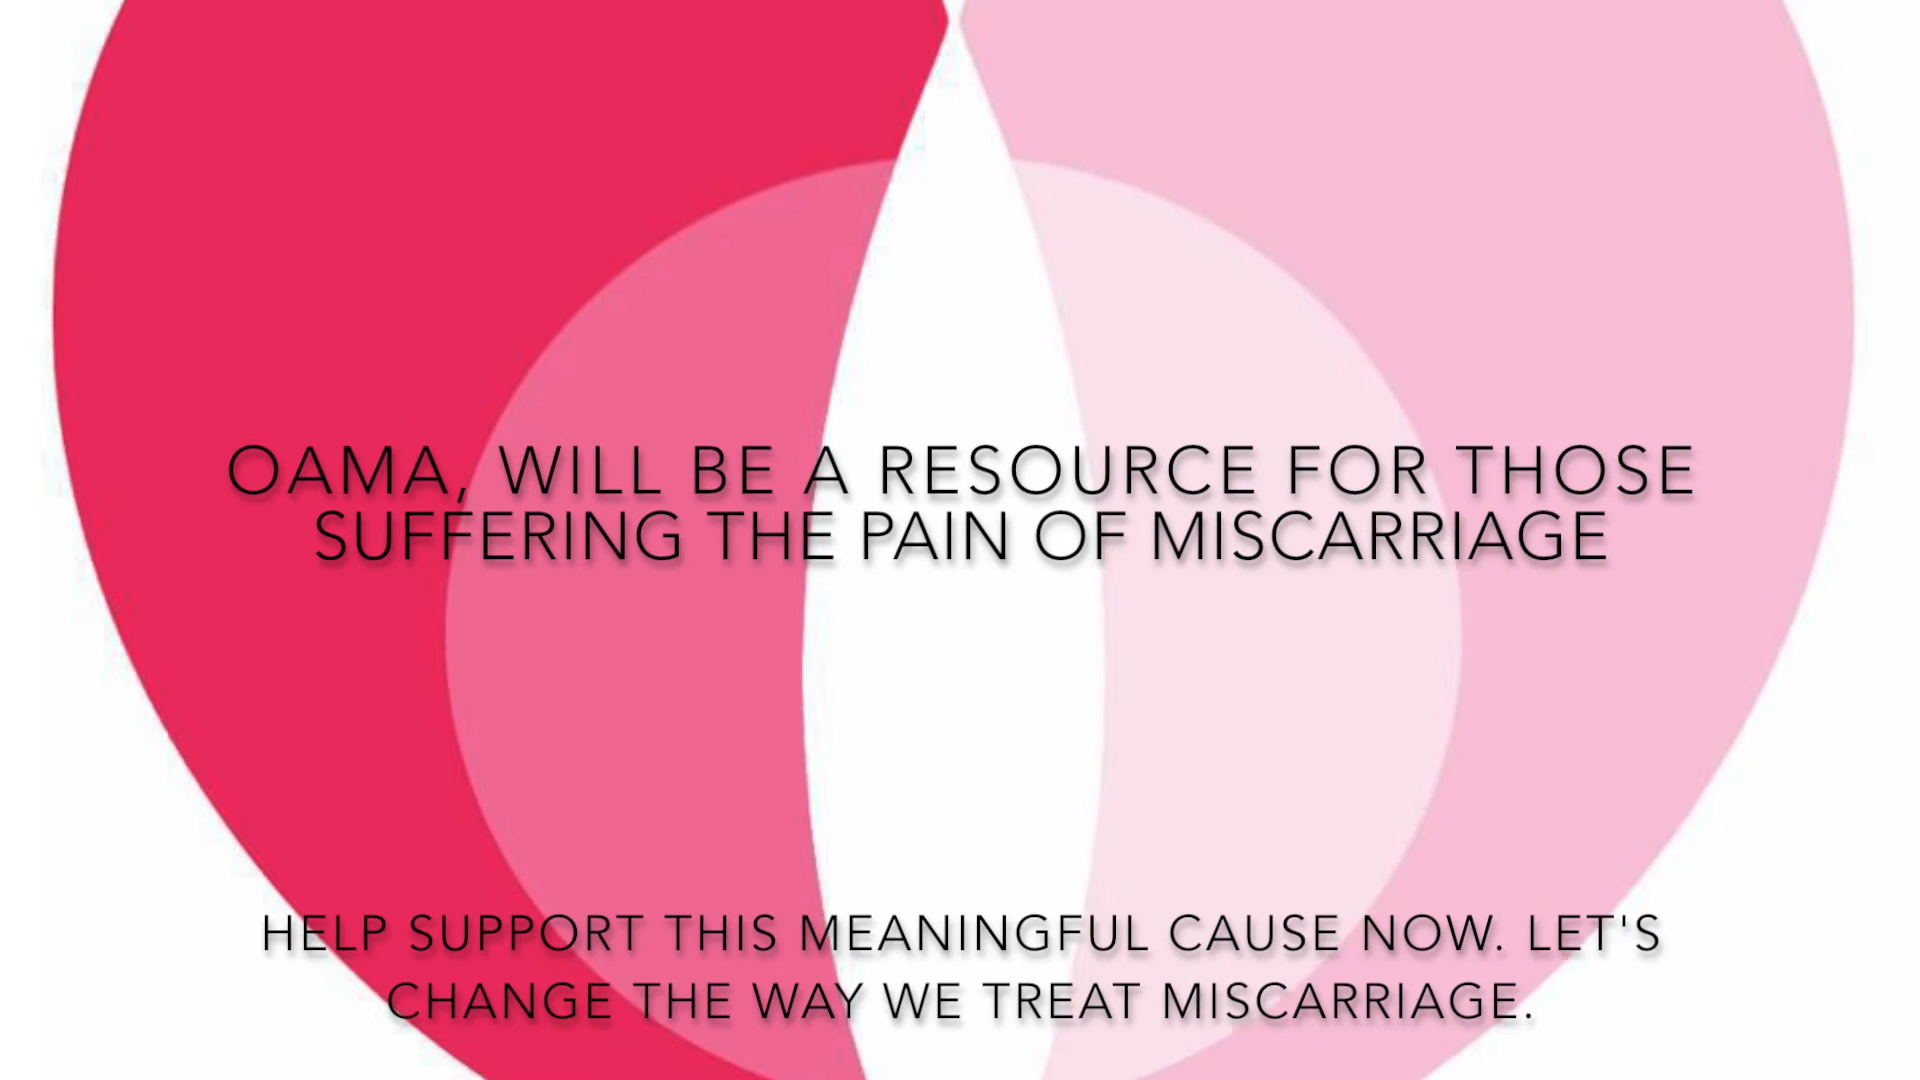 OAMA, WILL BE A RESOURCE FOR THOSE
SUFFERING THE PAIN OF MISCARRIAGE
HELP SUPPORT THIS MEANINGFUL CAUSE NOW. LET'S
CHANGE THE WAY WE TREAT MISCARRIAGE.